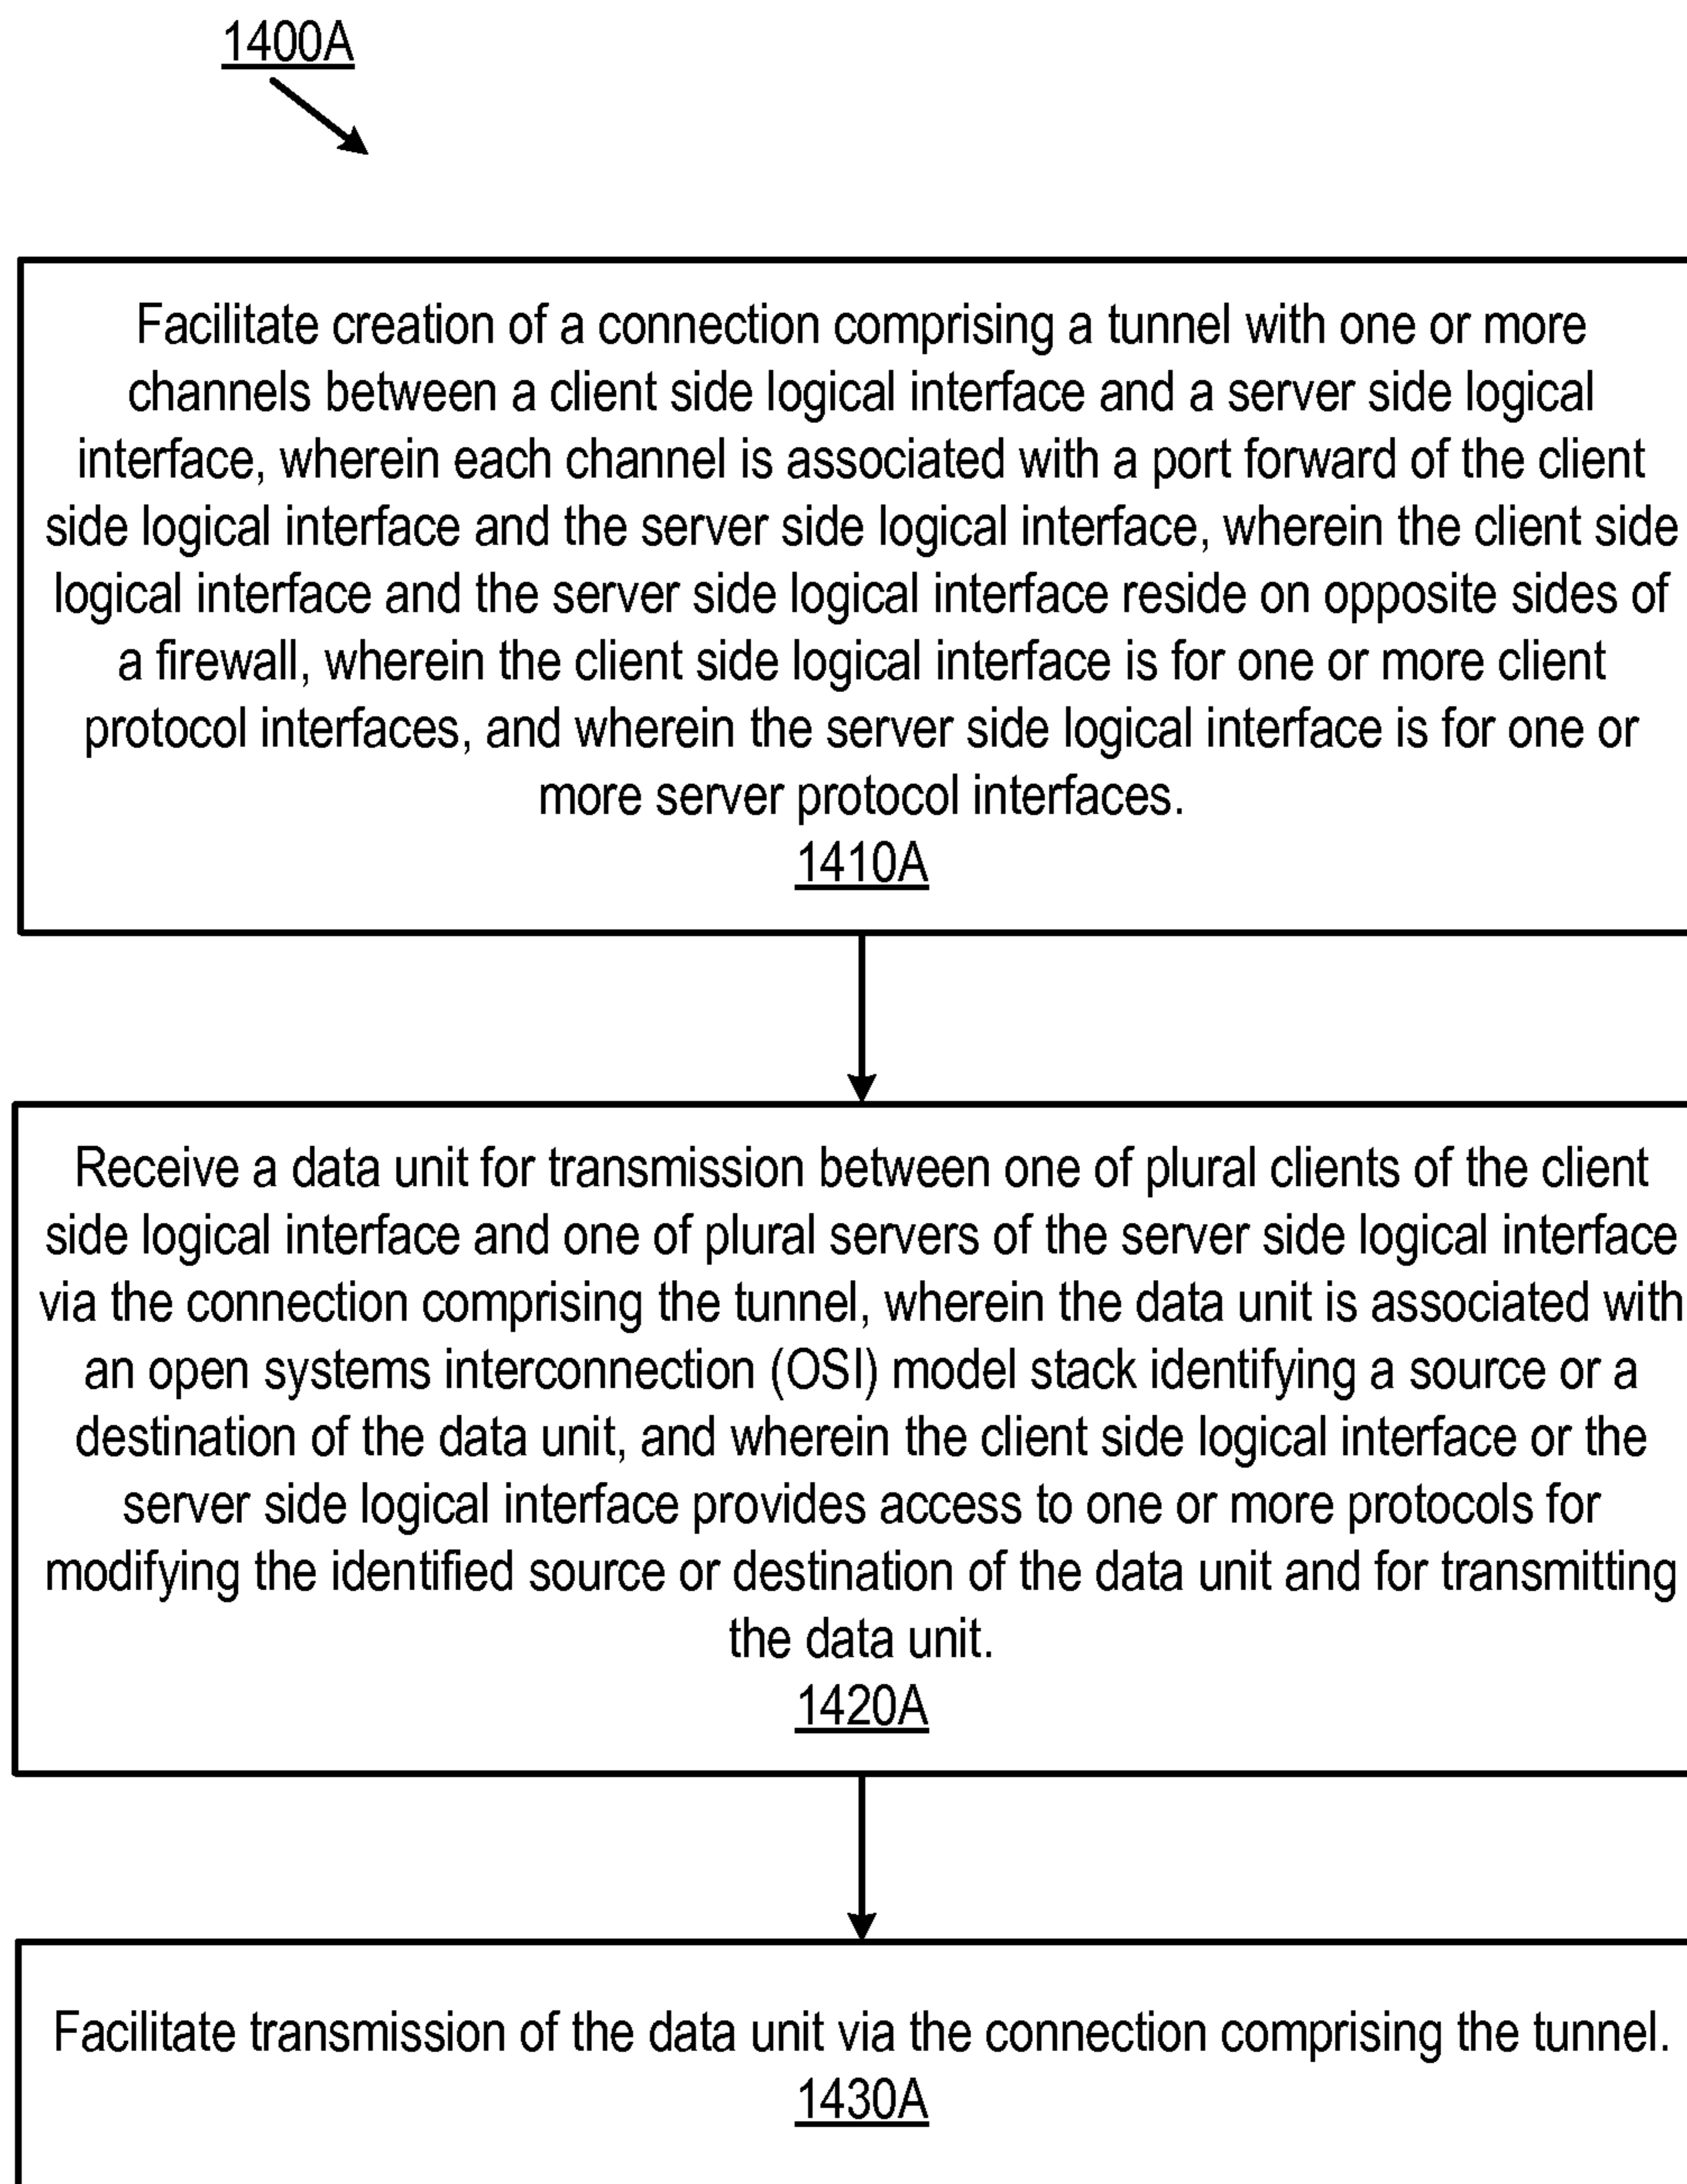 1400A
Facilitate creation of a connection comprising a tunnel with one or more
channels between a client side logical interface and a server side logical
interface, wherein each channel is associated with a port forward of the client
side logical interface and the server side logical interface, wherein the client side
logical interface and the server side logical interface reside on opposite sides of
a firewall, wherein the client side logical interface is for one or more client
protocol interfaces, and wherein the server side logical interface is for one or
more server protocol interfaces.
1410A
Receive a data unit for transmission between one of plural clients of the client
side logical interface and one of plural servers of the server side logical interface
via the connection comprising the tunnel, wherein the data unit is associated with
an open systems interconnection (OSI) model stack identifying a source or a
destination of the data unit, and wherein the client side logical interface or the
server side logical interface provides access to one or more protocols for
modifying the identified source or destination of the data unit and for transmitting
the data unit.
1420A
Facilitate transmission of the data unit via the connection comprising the tunnel.
1430A